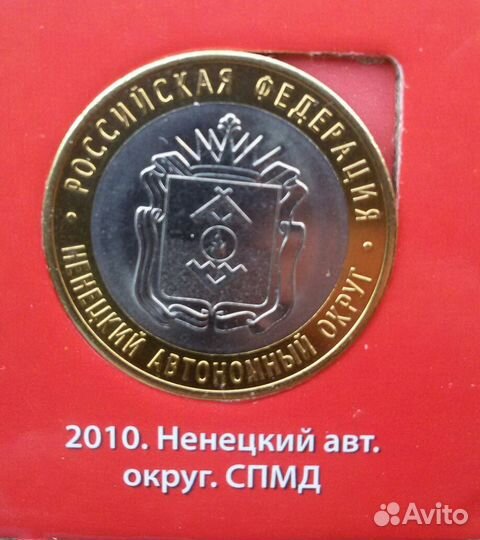 · РОССИЙСКАЯ ФЕДЕРАЦИЯ ·
НЕНЕЦКИЙ АВТОНОМНЫЙ ОКРУГ
2010. Ненецкий авт.
округ. СПМД
Avito